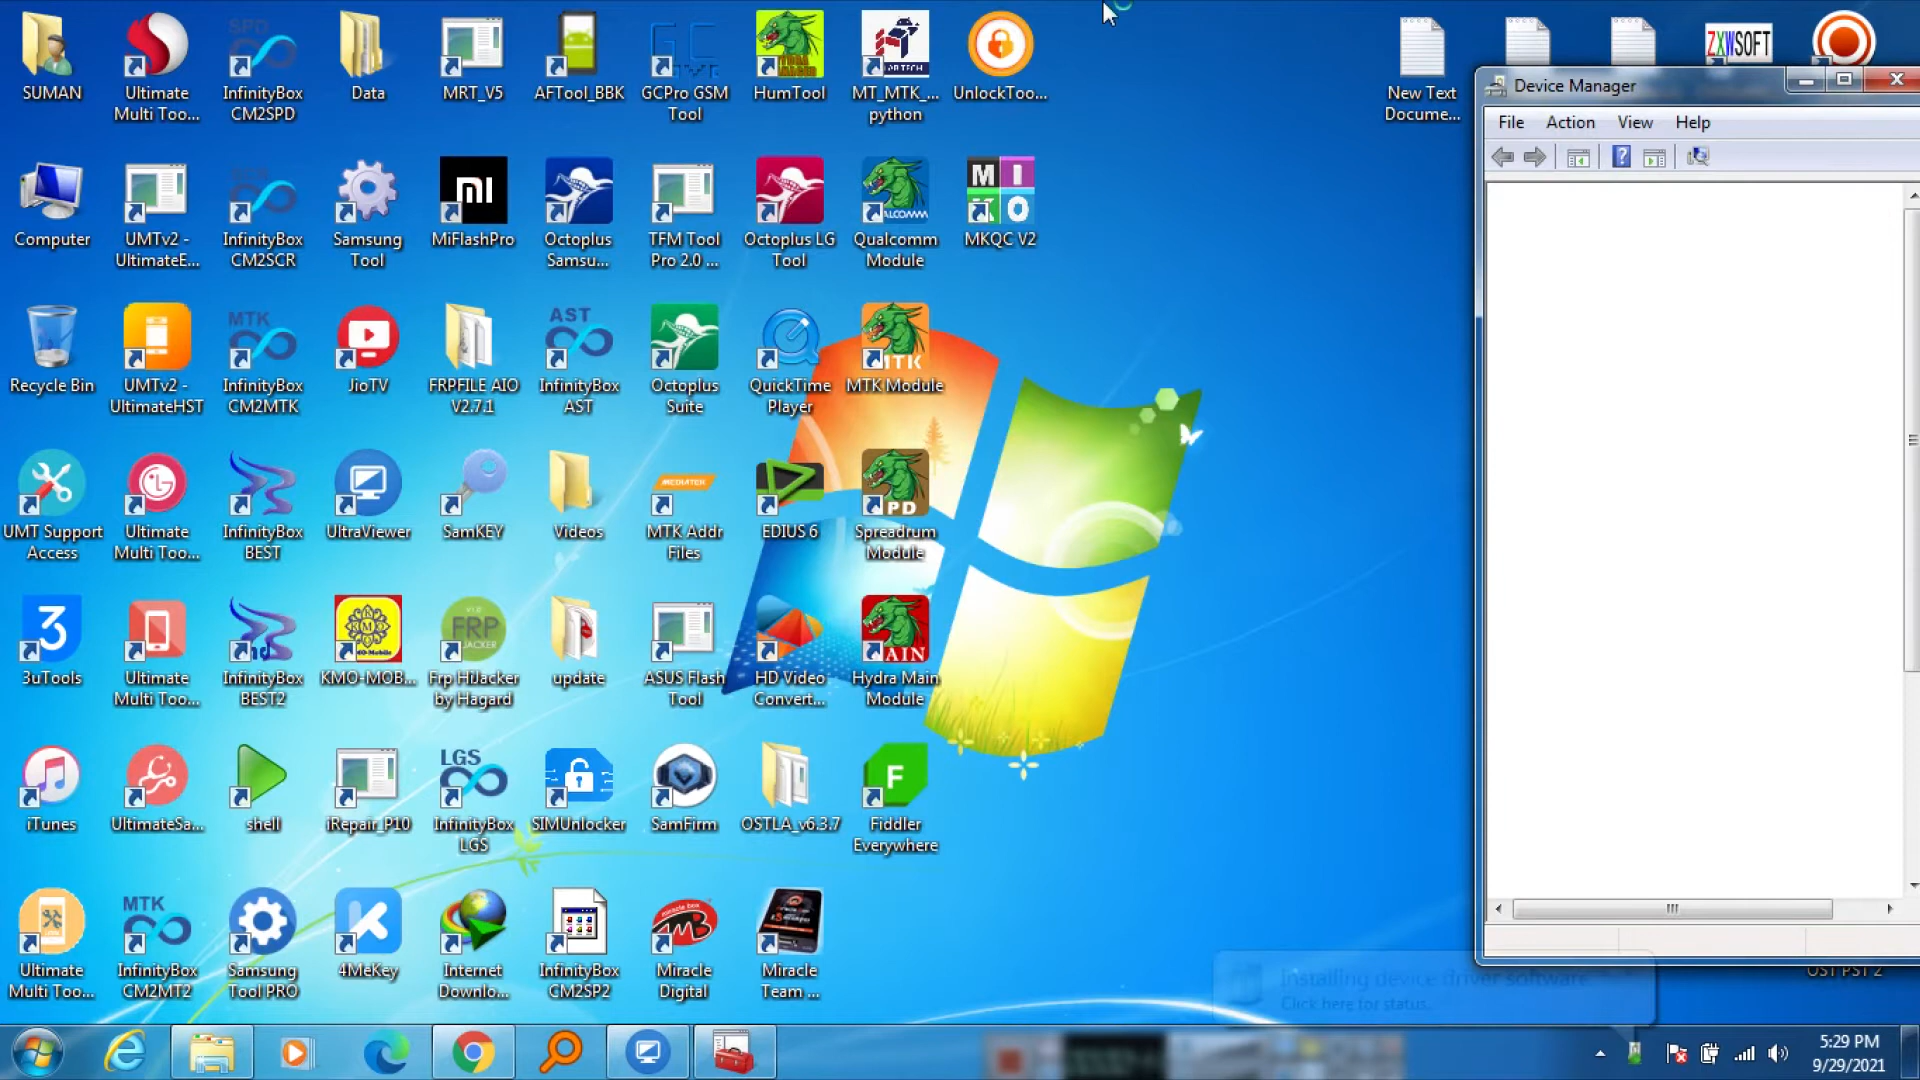 SUMAN
Ultimate
Multi Too...
InfinityBox
CM2SPD
Data
MRT_V5
AFTool_BBK
GCPro GSM
Tool
HumTool
MT_MTK_...
python
UnlockToo...
New Text
Docume...
ZXWSOFT
Computer
UMTv2 -
UltimateE...
InfinityBox
CM2SCR
Samsung
Tool
MiFlashPro
Octoplus
Samsu...
TFM Tool
Pro 2.0 ...
Octoplus LG
Tool
Qualcomm
Module
MKQC V2
Recycle Bin
UMTv2 -
UltimateHST
MTK
InfinityBox
CM2MTK
JioTV
FRPFILE AIO
V2.7.1
AST
InfinityBox
AST
Octoplus
Suite
QuickTime
Player
MTK Module
UMT Support
Access
Ultimate
Multi Too...
InfinityBox
BEST
UltraViewer
SamKEY
Videos
MEDIATEK
MTK Addr
Files
EDIUS 6
Spreadrum
Module
3uTools
Ultimate
Multi Too...
InfinityBox
BEST2
KMO-MOB...
FRP
HIJACKER
Frp HiJacker
by Hagard
update
ASUS Flash
Tool
HD Video
Convert...
Hydra Main
Module
iTunes
UltimateSa...
shell
iRepair_P10
LGS
InfinityBox
LGS
SIMUnlocker
SamFirm
OSTLA_v6.3.7
Fiddler
Everywhere
Ultimate
Multi Too...
MTK
InfinityBox
CM2MT2
Samsung
Tool PRO
4MeKey
Internet
Downlo...
InfinityBox
CM2SP2
Miracle
Digital
Miracle
Team ...
Device Manager
File Action View Help
OST PST 2
Installing device driver software
Click here for status.
5:29 PM
9/29/2021